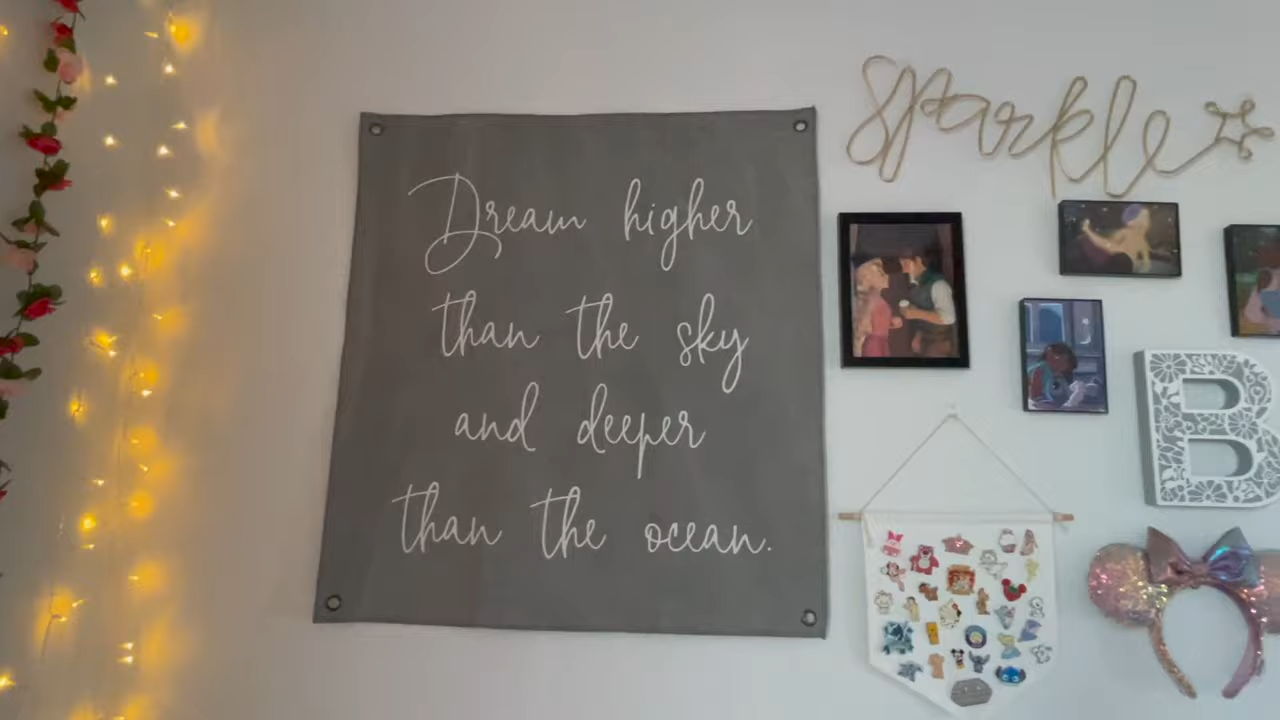 Dream higher
than the sky
and deeper
than the ocean.
sparkle
B